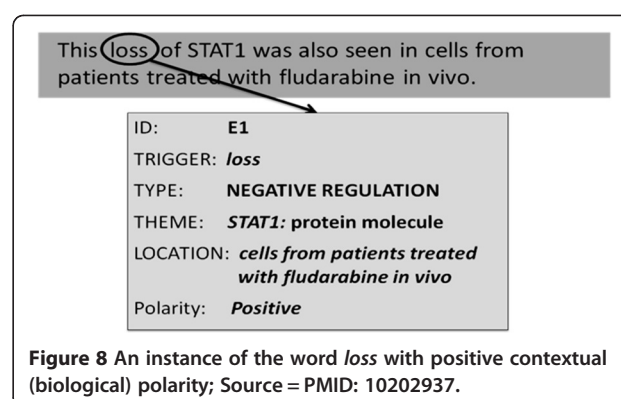 This loss of STAT1 was also seen in cells from
patients treated with fludarabine in vivo.
ID: E1
TRIGGER: loss
TYPE: NEGATIVE REGULATION
THEME: STAT1: protein molecule
LOCATION: cells from patients treated
with fludarabine in vivo
Polarity: Positive
Figure 8 An instance of the word loss with positive contextual
(biological) polarity; Source = PMID: 10202937.